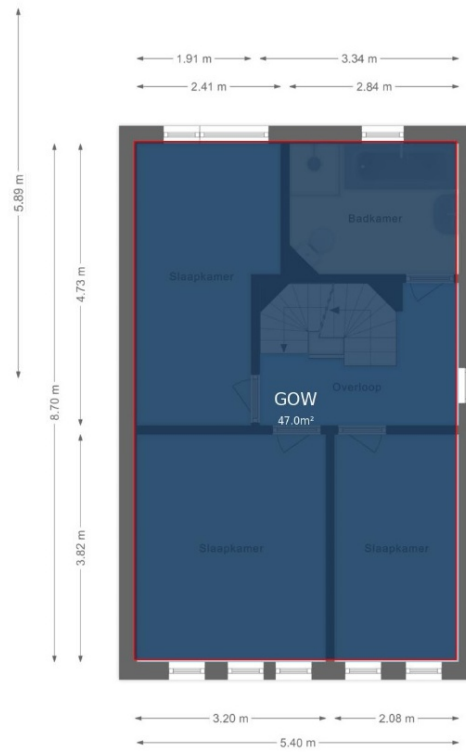 1.91 m
3.34 m
2.41 m
2.84 m
5.89 m
Badkamer
4.73 m
Slaapkamer
8.70 m
Overloop
GOW
47.0m²
3.82 m
Slaapkamer
Slaapkamer
3.20 m
2.08 m
5.40 m